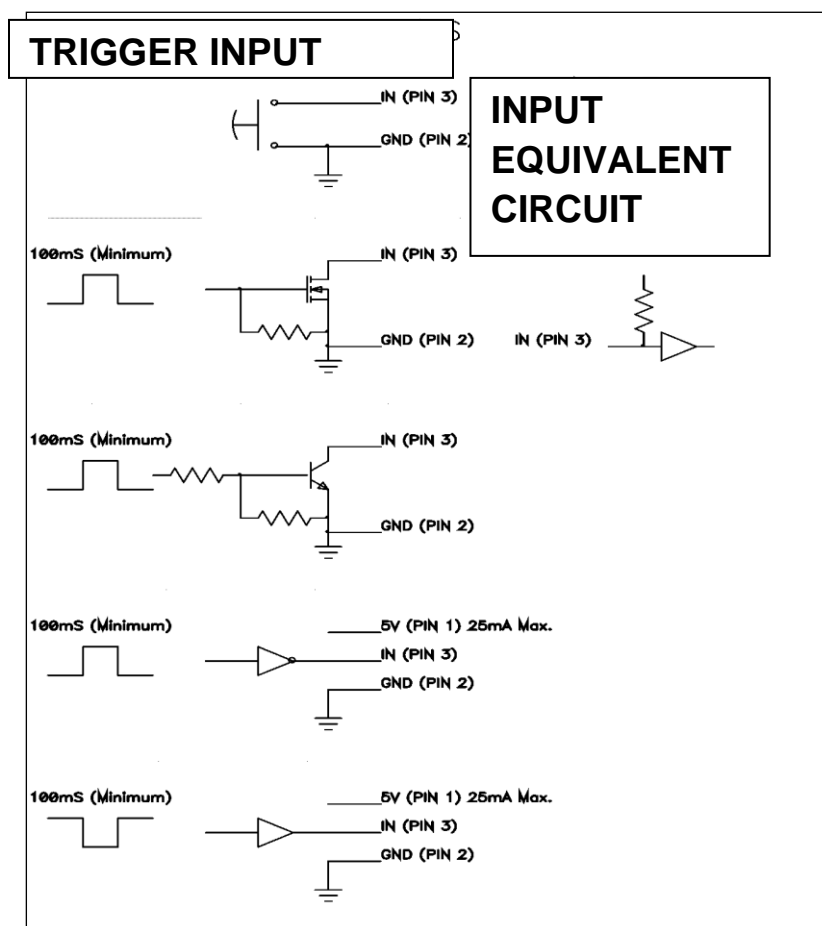 TRIGGER INPUT
IN (PIN 3)
GND (PIN 2)
INPUT
EQUIVALENT
CIRCUIT
100mS (Minimum)
IN (PIN 3)
GND (PIN 2)
IN (PIN 3)
100mS (Minimum)
IN (PIN 3)
GND (PIN 2)
100mS (Minimum)
5V (PIN 1) 25mA Max.
IN (PIN 3)
GND (PIN 2)
100mS (Minimum)
5V (PIN 1) 25mA Max.
IN (PIN 3)
GND (PIN 2)